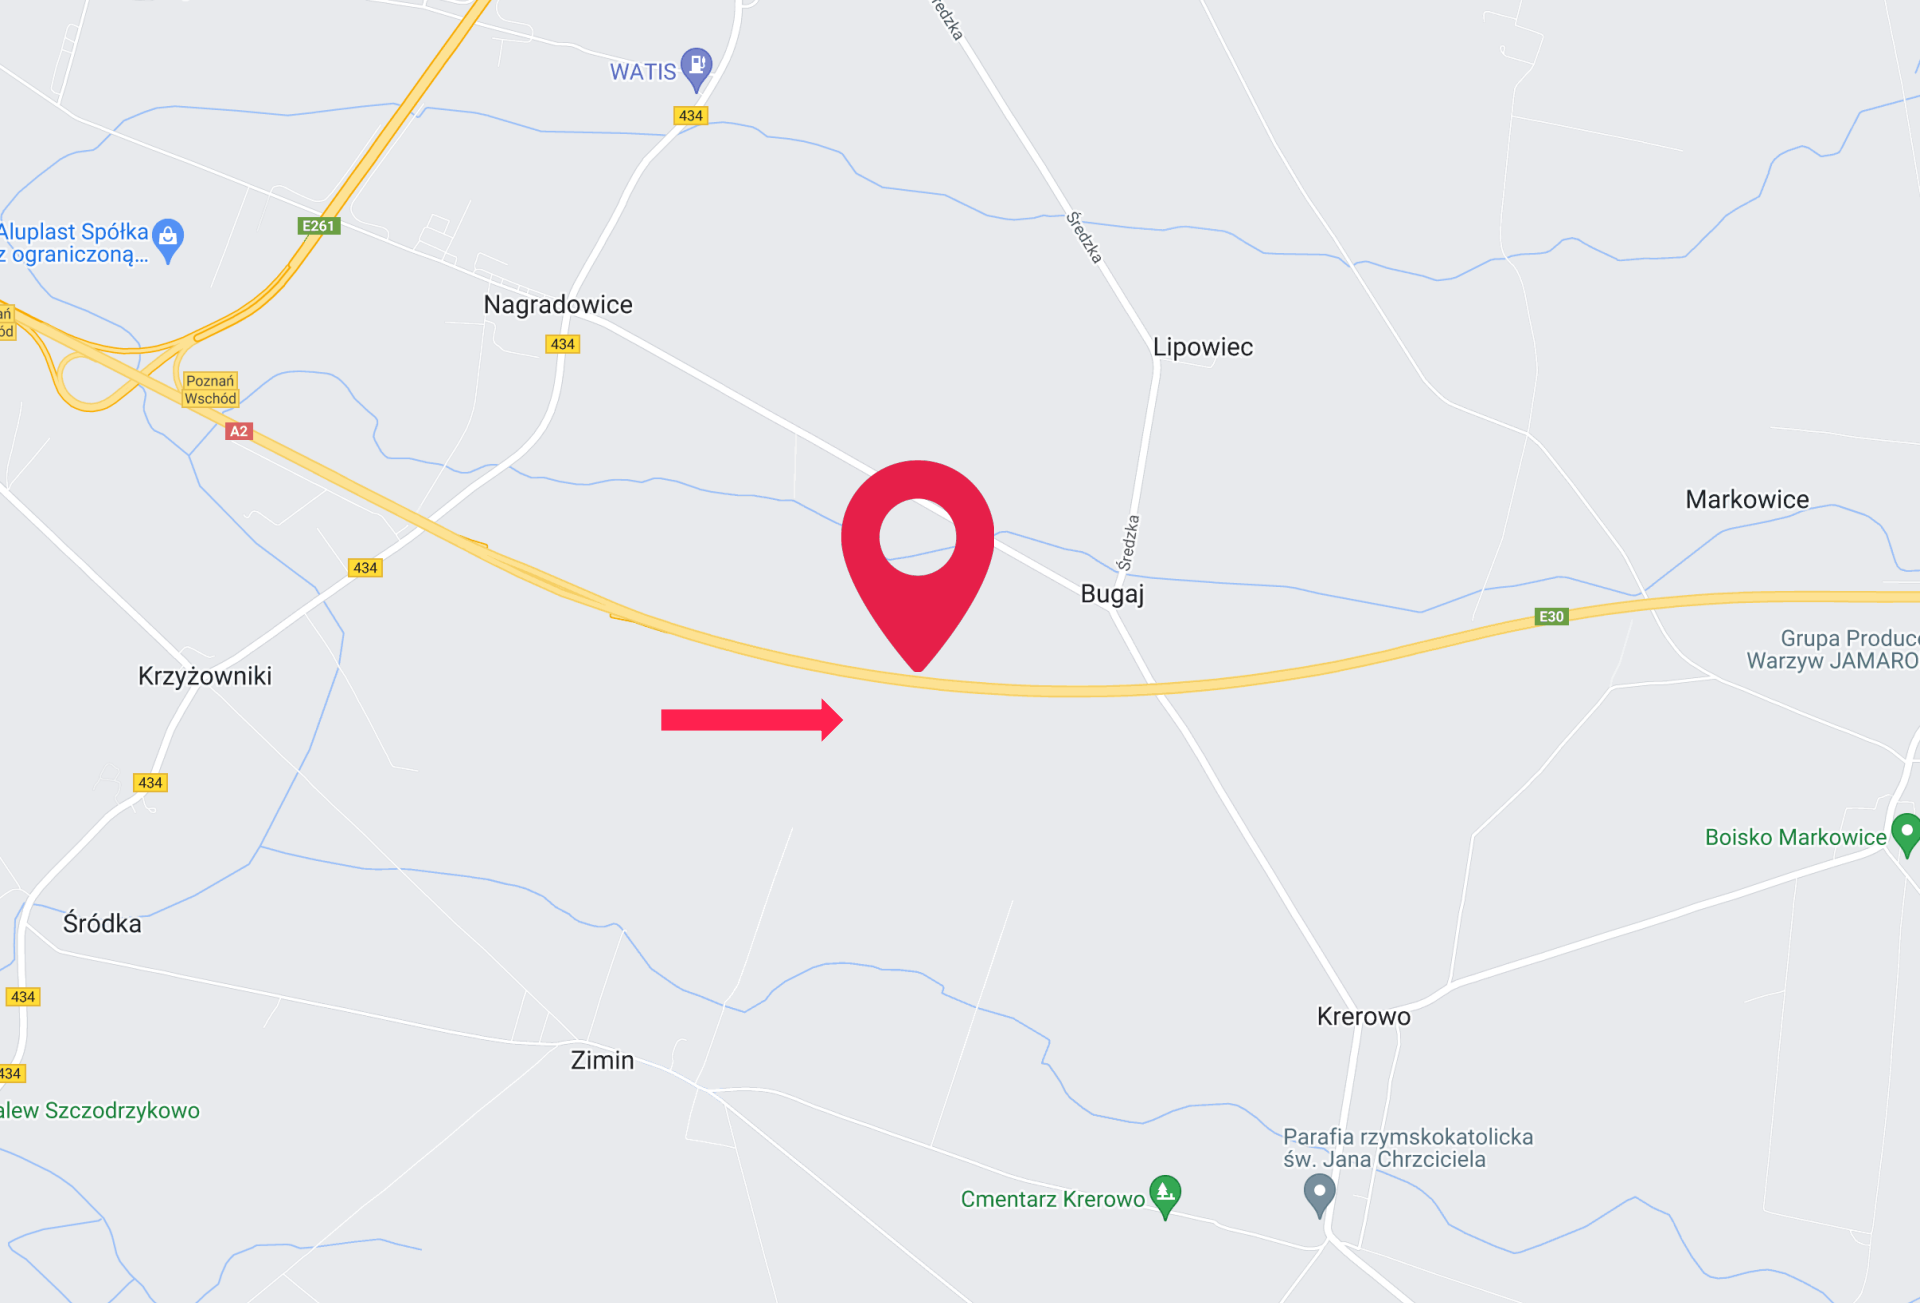 Średzka
WATIS
434
Aluplast Spółka
z ograniczoną...
E261
Średzka
Nagradowice
434
Lipowiec
Poznań
Wschód
A2
Markowice
Średzka
434
Bugaj
E30
Grupa Produce
Warzyw JAMARO
Krzyżowniki
434
Boisko Markowice
Śródka
434
Krerowo
Zimin
434
alew Szczodrzykowo
Parafia rzymskokatolicka
św. Jana Chrzciciela
Cmentarz Krerowo